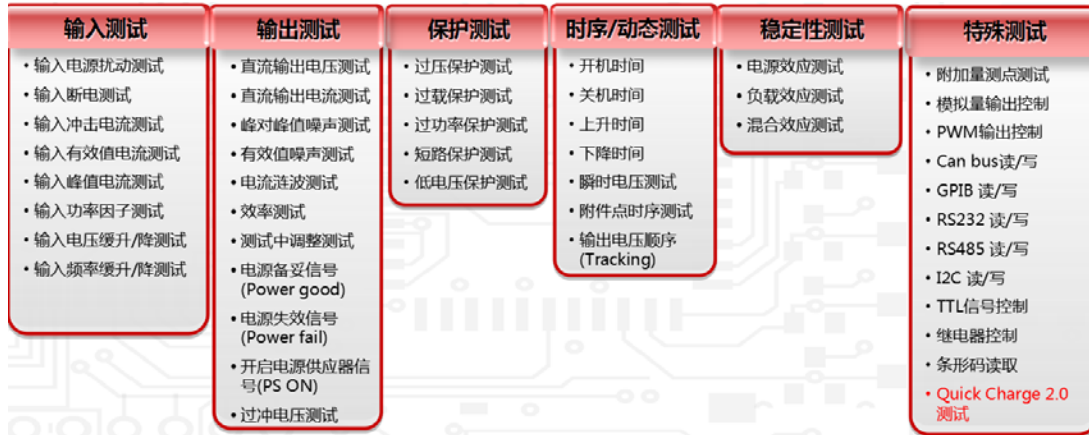 输入测试
• 输入电源扰动测试
• 输入断电测试
• 输入冲击电流测试
• 输入有效值电流测试
• 输入峰值电流测试
• 输入功率因子测试
• 输入电压缓升/降测试
• 输入频率缓升/降测试
输出测试
• 直流输出电压测试
• 直流输出电流测试
• 峰对峰值噪声测试
• 有效值噪声测试
• 电流涟波测试
• 效率测试
• 测试中调整测试
• 电源备妥信号
(Power good)
• 电源失效信号
(Power fail)
• 开启电源供应器信
号(PS ON)
• 过冲电压测试
保护测试
• 过压保护测试
• 过载保护测试
• 过功率保护测试
• 短路保护测试
• 低电压保护测试
时序/动态测试
• 开机时间
• 关机时间
• 上升时间
• 下降时间
• 瞬时电压测试
• 附件点时序测试
• 输出电压顺序
(Tracking)
稳定性测试
• 电源效应测试
• 负载效应测试
• 混合效应测试
特殊测试
• 附加量测点测试
• 模拟量输出控制
• PWM输出控制
• Can bus读/写
• GPIB 读/写
• RS232 读/写
• RS485 读/写
• I2C 读/写
• TTL信号控制
• 继电器控制
• 条形码读取
• Quick Charge 2.0
测试